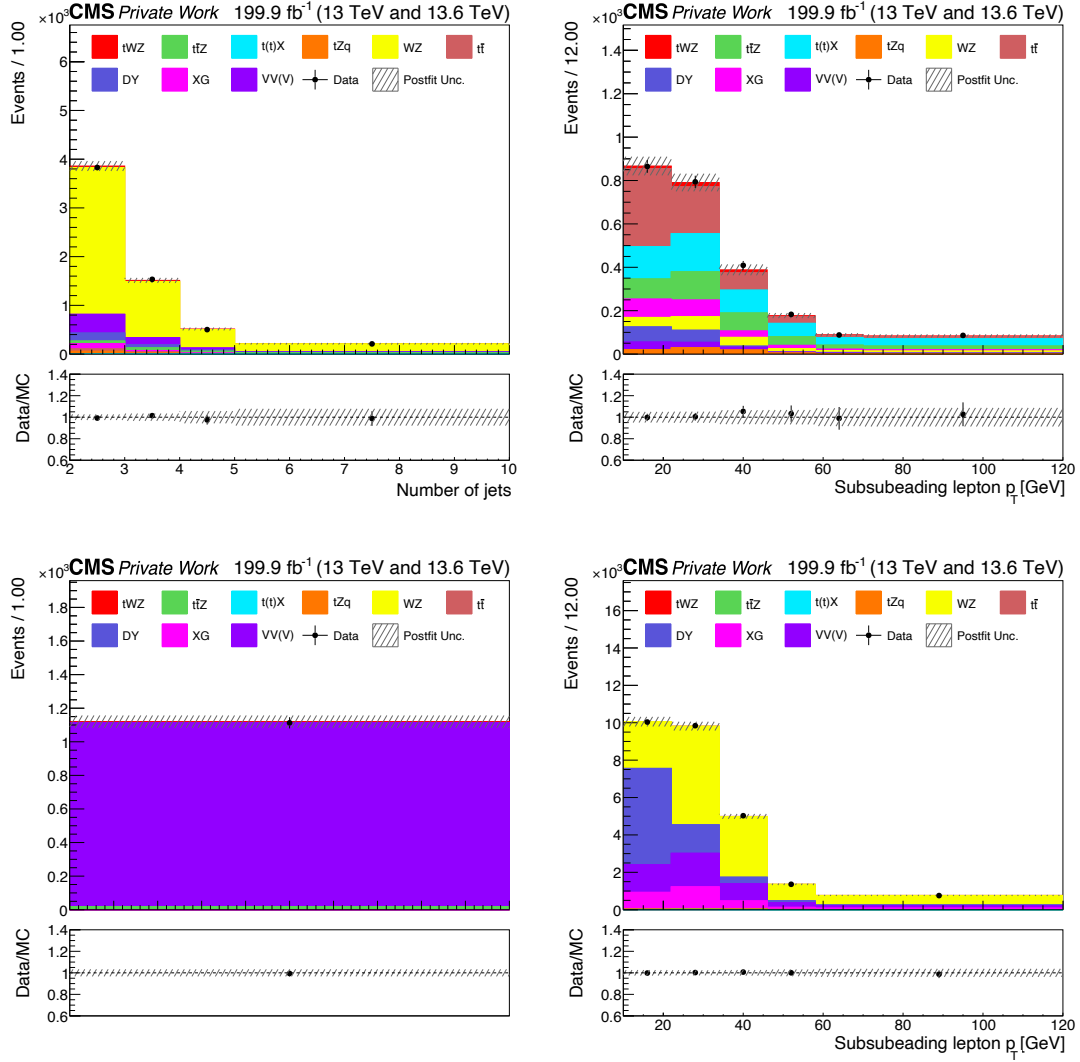 CMS Private Work 199.9 fb⁻¹ (13 TeV and 13.6 TeV)
×10³
Events / 1.00
tWZ tt̄Z t(t)X tZq WZ tt̄
DY XG VV(V) Data Postfit Unc.
6
5
4
3
2
1
0
Data/MC
1.4
1.2
1
0.8
0.6
2 3 4 5 6 7 8 9 10
Number of jets
CMS Private Work 199.9 fb⁻¹ (13 TeV and 13.6 TeV)
×10³
Events / 12.00
tWZ tt̄Z t(t)X tZq WZ tt̄
DY XG VV(V) Data Postfit Unc.
1.4
1.2
1
0.8
0.6
0.4
0.2
0
Data/MC
1.4
1.2
1
0.8
0.6
20 40 60 80 100 120
Subsubeading lepton p_T [GeV]
CMS Private Work 199.9 fb⁻¹ (13 TeV and 13.6 TeV)
×10³
Events / 1.00
tWZ tt̄Z t(t)X tZq WZ tt̄
DY XG VV(V) Data Postfit Unc.
1.8
1.6
1.4
1.2
1
0.8
0.6
0.4
0.2
0
Data/MC
1.4
1.2
1
0.8
0.6
CMS Private Work 199.9 fb⁻¹ (13 TeV and 13.6 TeV)
×10³
Events / 12.00
tWZ tt̄Z t(t)X tZq WZ tt̄
DY XG VV(V) Data Postfit Unc.
16
14
12
10
8
6
4
2
0
Data/MC
1.4
1.2
1
0.8
0.6
20 40 60 80 100 120
Subsubeading lepton p_T [GeV]